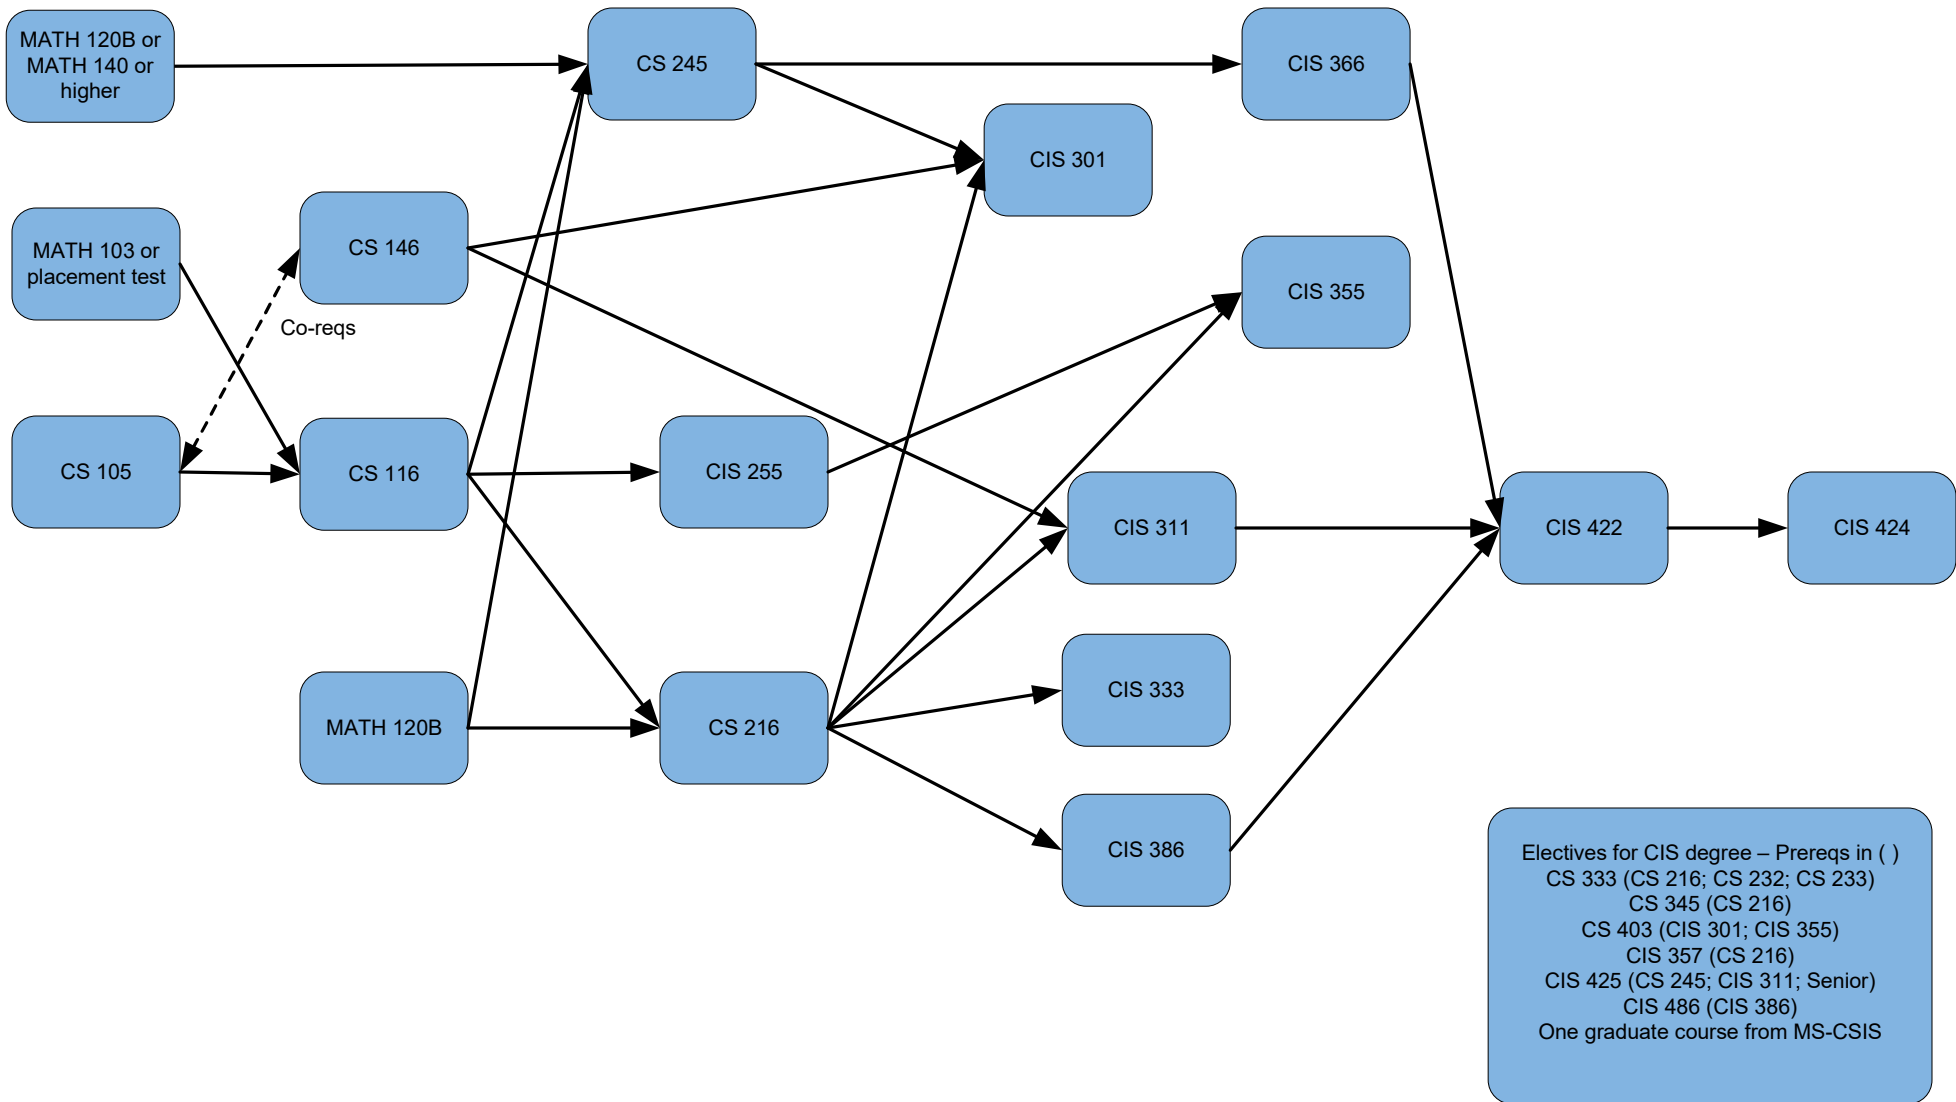 MATH 120B or
MATH 140 or
higher
CS 245
CIS 366
CIS 301
CS 146
MATH 103 or
placement test
CIS 355
Co-reqs
CS 105
CS 116
CIS 255
CIS 311
CIS 422
CIS 424
MATH 120B
CS 216
CIS 333
CIS 386
Electives for CIS degree – Prereqs in ( )
CS 333 (CS 216; CS 232; CS 233)
CS 345 (CS 216)
CS 403 (CIS 301; CIS 355)
CIS 357 (CS 216)
CIS 425 (CS 245; CIS 311; Senior)
CIS 486 (CIS 386)
One graduate course from MS-CSIS